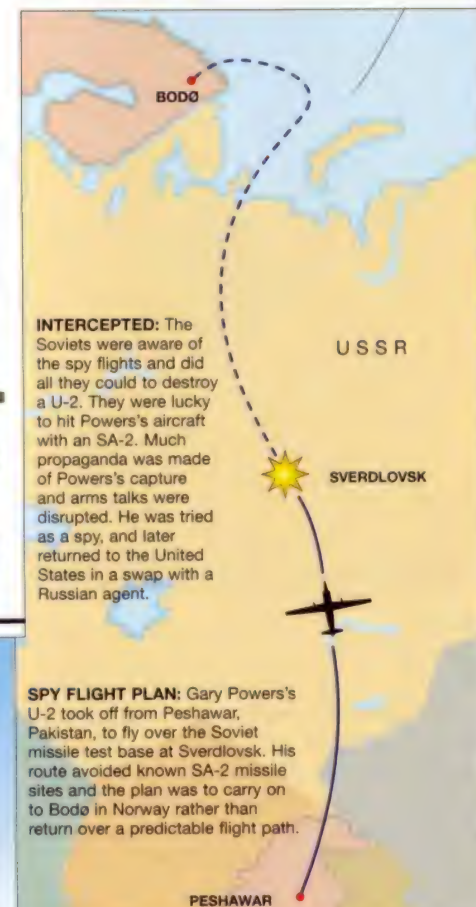 BODØ
INTERCEPTED: The
Soviets were aware of
the spy flights and did
all they could to destroy
a U-2. They were lucky
to hit Powers's aircraft
with an SA-2. Much
propaganda was made
of Powers's capture
and arms talks were
disrupted. He was tried
as a spy, and later
returned to the United
States in a swap with a
Russian agent.
USSR
SVERDLOVSK
SPY FLIGHT PLAN: Gary Powers's
U-2 took off from Peshawar,
Pakistan, to fly over the Soviet
missile test base at Sverdlovsk. His
route avoided known SA-2 missile
sites and the plan was to carry on
to Bodø in Norway rather than
return over a predictable flight path.
PESHAWAR